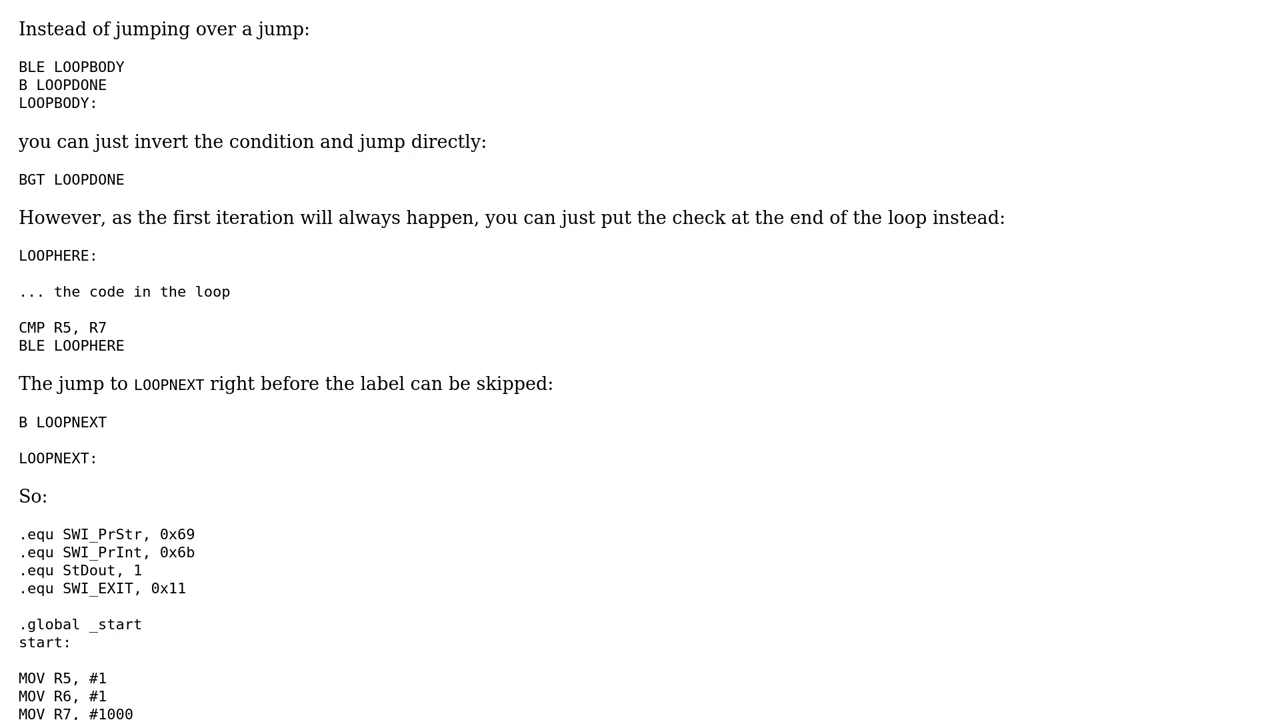 Instead of jumping over a jump:
BLE LOOPBODY
B LOOPDONE
LOOPBODY:
you can just invert the condition and jump directly:
BGT LOOPDONE
However, as the first iteration will always happen, you can just put the check at the end of the loop instead:
LOOPHERE:
... the code in the loop
CMP R5, R7
BLE LOOPHERE
The jump to LOOPNEXT right before the label can be skipped:
B LOOPNEXT
LOOPNEXT:
So:
.equ SWI_PrStr, 0x69
.equ SWI_PrInt, 0x6b
.equ StDout, 1
.equ SWI_EXIT, 0x11
.global _start
start:
MOV R5, #1
MOV R6, #1
MOV R7, #1000